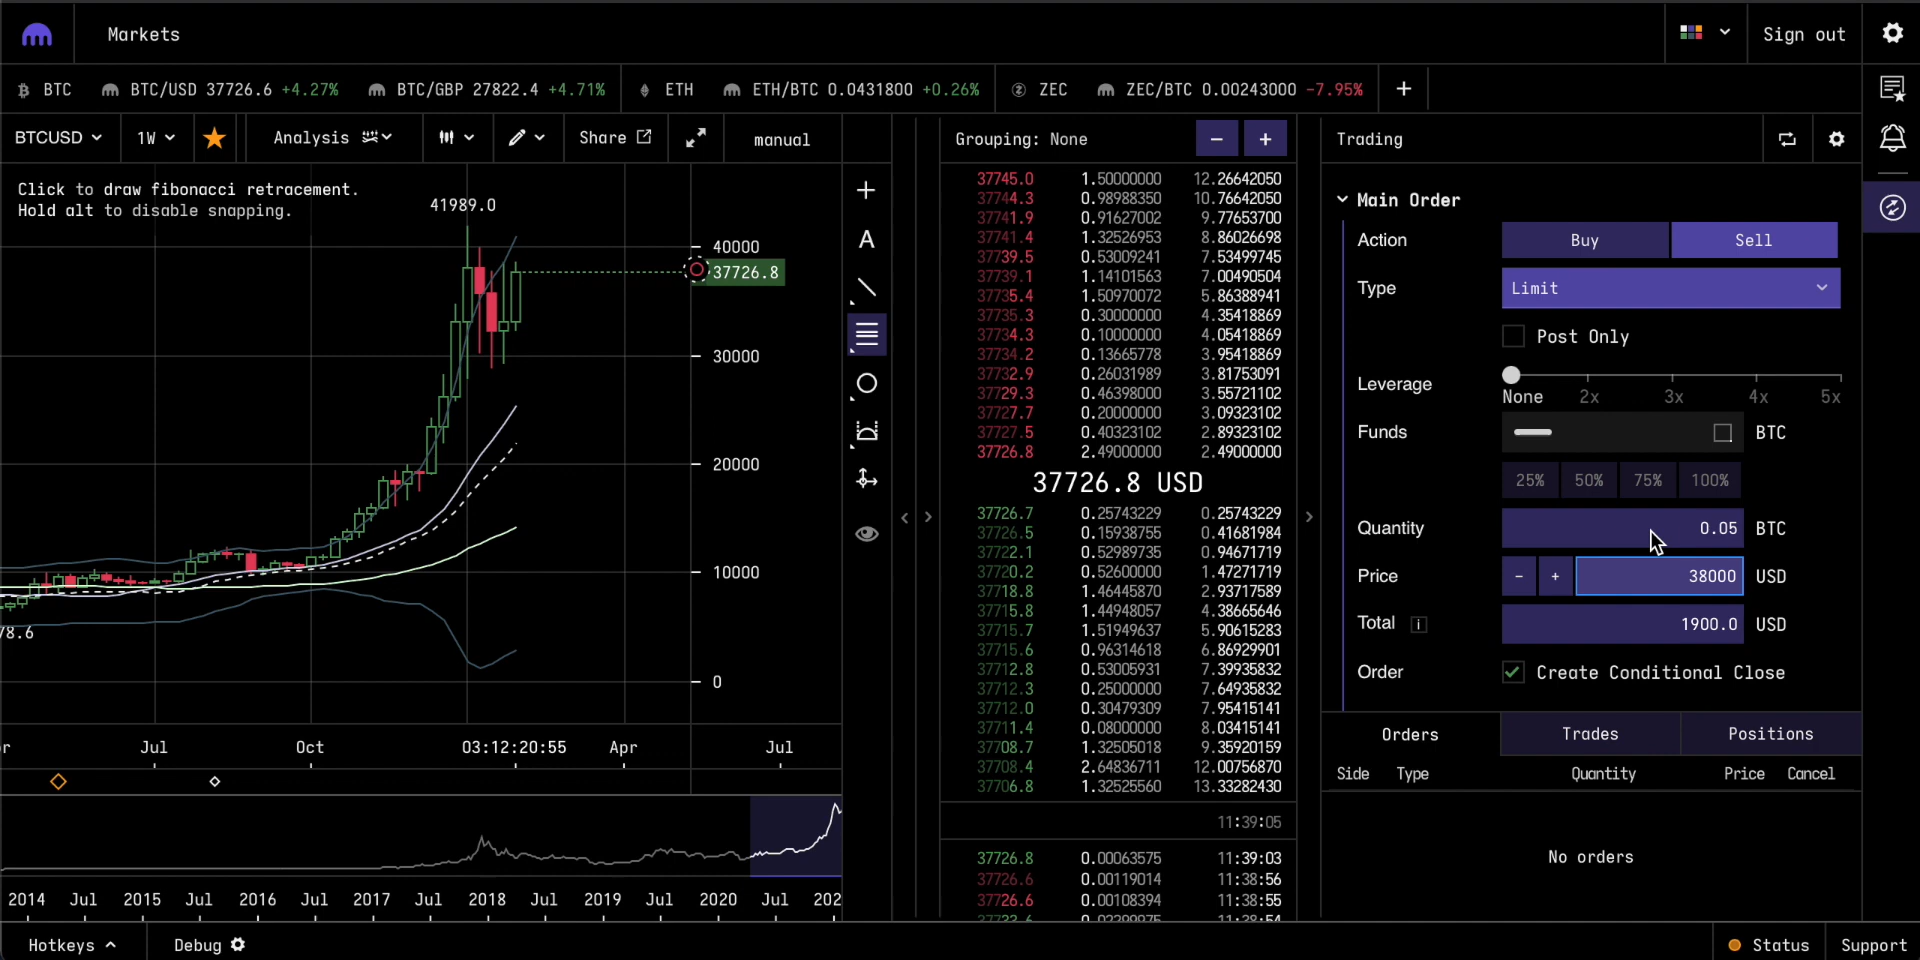 Markets
Sign out
BTC
BTC/USD 37726.6 +4.27%
BTC/GBP 27822.4 +4.71%
ETH
ETH/BTC 0.0431800 +0.26%
ZEC
ZEC/BTC 0.00243000 -7.95%
+
BTCUSD
1W
Analysis
Share
manual
Click to draw fibonacci retracement.
Hold alt to disable snapping.
41989.0
40000
37726.8
30000
20000
10000
0
78.6
Jul
Oct
03:12:20:55
Apr
Jul
2014 Jul 2015 Jul 2016 Jul 2017 Jul 2018 Jul 2019 Jul 2020 Jul
A
Grouping: None
- +
37745.0 1.50000000 12.26642050
37744.3 0.98988350 10.76642050
37741.9 0.91627002 9.77653700
37741.4 1.32526953 8.86026698
37739.5 0.53009241 7.53499745
37739.1 1.14101563 7.00490504
37735.4 1.50970072 5.86388941
37735.3 0.30000000 4.35418869
37734.3 0.10000000 4.05418869
37734.2 0.13665778 3.95418869
37732.9 0.26031989 3.81753091
37729.3 0.46398000 3.55721102
37727.7 0.20000000 3.09323102
37727.5 0.40323102 2.89323102
37726.8 2.49000000 2.49000000
37726.8 USD
37726.7 0.25743229 0.25743229
37726.5 0.15938755 0.41681984
37722.1 0.52989735 0.94671719
37720.2 0.52600000 1.47271719
37718.8 1.46445870 2.93717589
37715.8 1.44948057 4.38665646
37715.7 1.51949637 5.90615283
37715.6 0.96314618 6.86929901
37712.8 0.53005931 7.39935832
37712.3 0.25000000 7.64935832
37712.0 0.30479309 7.95415141
37711.4 0.08000000 8.03415141
37708.7 1.32505018 9.35920159
37708.4 2.64836711 12.00756870
37706.8 1.32525560 13.33282430
11:39:05
37726.8 0.00063575 11:39:03
37726.6 0.00119014 11:38:56
37726.6 0.00108394 11:38:55
Trading
Main Order
Action
Buy
Sell
Type
Limit
Post Only
Leverage
None 2x 3x 4x 5x
Funds
BTC
25% 50% 75% 100%
Quantity
0.05 BTC
Price
- + 38000 USD
Total i
1900.0 USD
Order
Create Conditional Close
Orders
Trades
Positions
Side Type Quantity Price Cancel
No orders
Hotkeys
Debug
Status
Support